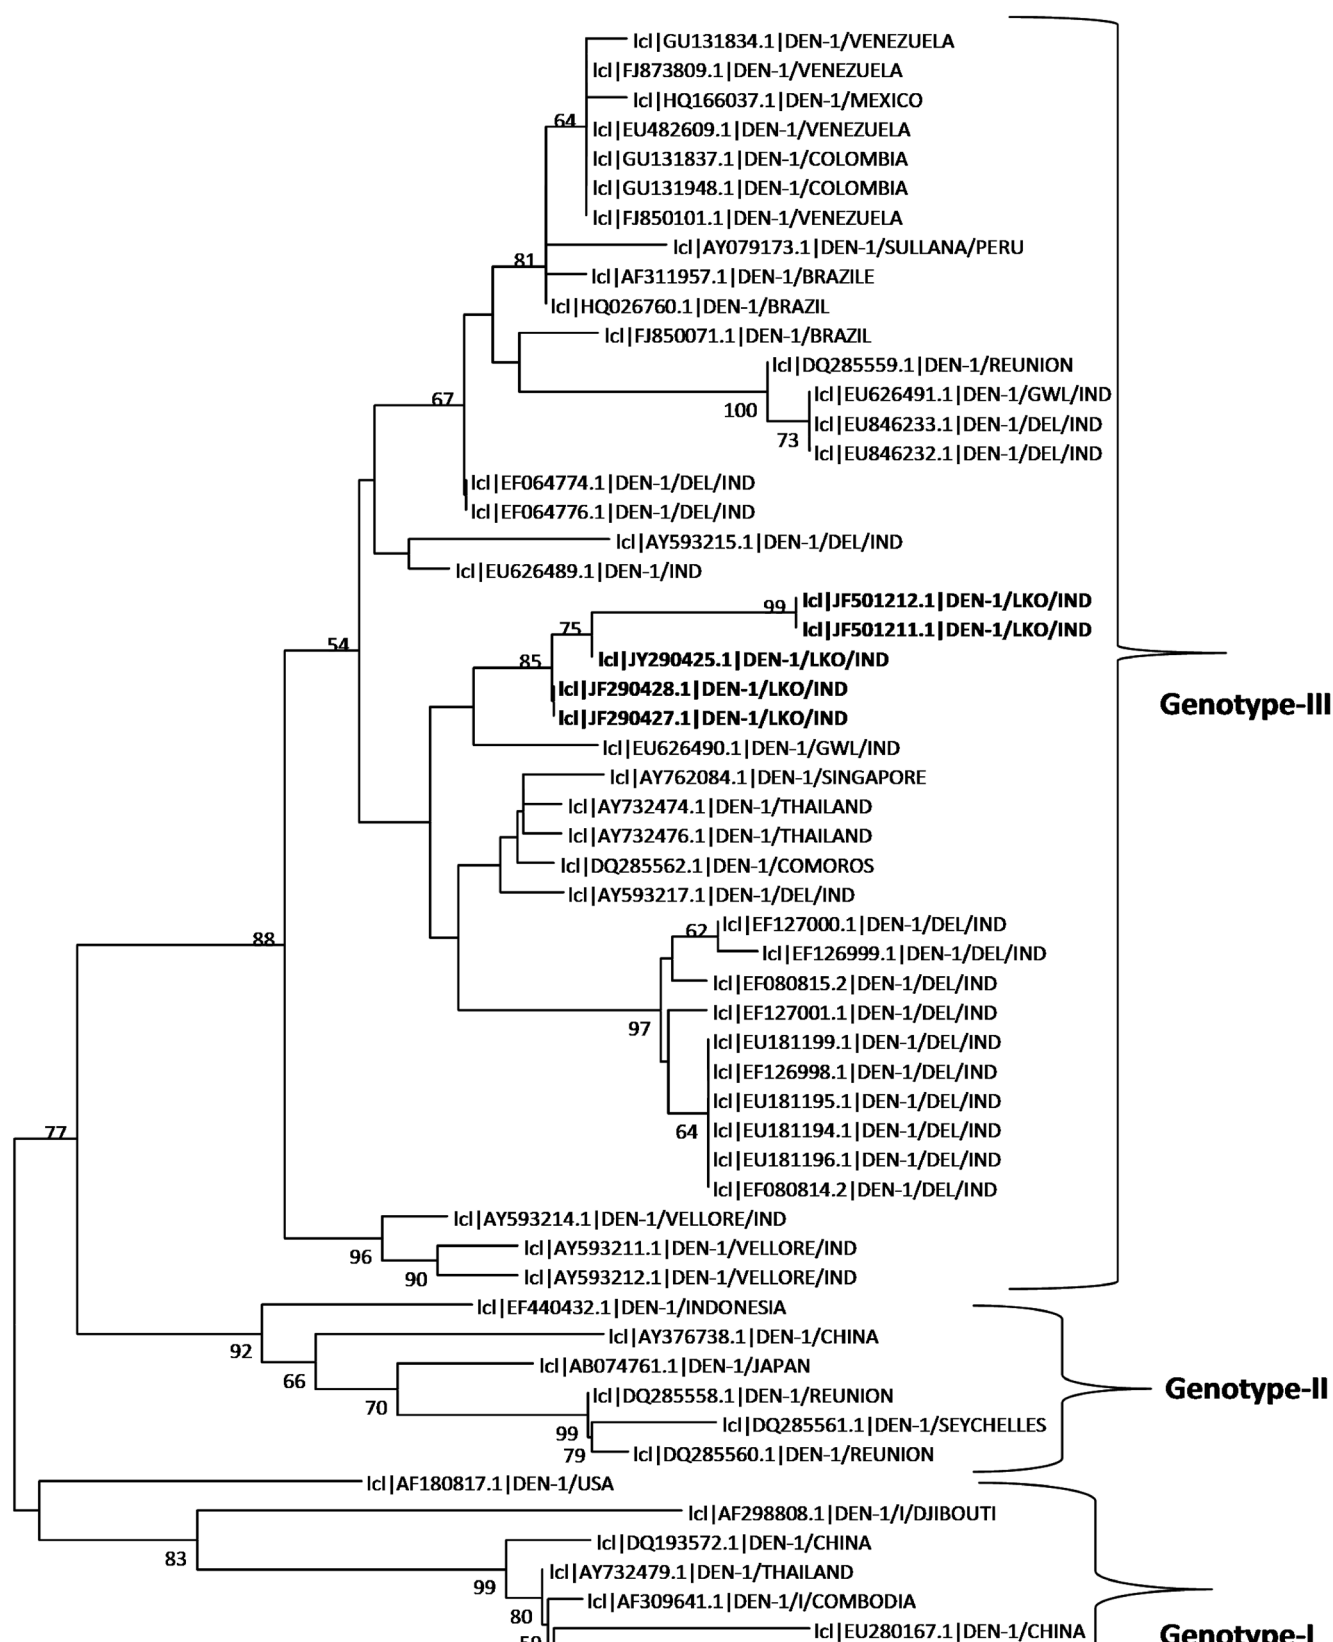 lcl|GU131834.1|DEN-1/VENEZUELA
lcl|FJ873809.1|DEN-1/VENEZUELA
lcl|HQ166037.1|DEN-1/MEXICO
64
lcl|EU482609.1|DEN-1/VENEZUELA
lcl|GU131837.1|DEN-1/COLOMBIA
lcl|GU131948.1|DEN-1/COLOMBIA
lcl|FJ850101.1|DEN-1/VENEZUELA
lcl|AY079173.1|DEN-1/SULLANA/PERU
81
lcl|AF311957.1|DEN-1/BRAZILE
lcl|HQ026760.1|DEN-1/BRAZIL
lcl|FJ850071.1|DEN-1/BRAZIL
lcl|DQ285559.1|DEN-1/REUNION
lcl|EU626491.1|DEN-1/GWL/IND
67
100
lcl|EU846233.1|DEN-1/DEL/IND
73
lcl|EU846232.1|DEN-1/DEL/IND
lcl|EF064774.1|DEN-1/DEL/IND
lcl|EF064776.1|DEN-1/DEL/IND
lcl|AY593215.1|DEN-1/DEL/IND
lcl|EU626489.1|DEN-1/IND
lcl|JF501212.1|DEN-1/LKO/IND
99
lcl|JF501211.1|DEN-1/LKO/IND
75
54
lcl|JY290425.1|DEN-1/LKO/IND
85
lcl|JF290428.1|DEN-1/LKO/IND
Genotype-III
lcl|JF290427.1|DEN-1/LKO/IND
lcl|EU626490.1|DEN-1/GWL/IND
lcl|AY762084.1|DEN-1/SINGAPORE
lcl|AY732474.1|DEN-1/THAILAND
lcl|AY732476.1|DEN-1/THAILAND
lcl|DQ285562.1|DEN-1/COMOROS
lcl|AY593217.1|DEN-1/DEL/IND
lcl|EF127000.1|DEN-1/DEL/IND
62
88
lcl|EF126999.1|DEN-1/DEL/IND
lcl|EF080815.2|DEN-1/DEL/IND
lcl|EF127001.1|DEN-1/DEL/IND
97
lcl|EU181199.1|DEN-1/DEL/IND
lcl|EF126998.1|DEN-1/DEL/IND
lcl|EU181195.1|DEN-1/DEL/IND
77
64
lcl|EU181194.1|DEN-1/DEL/IND
lcl|EU181196.1|DEN-1/DEL/IND
lcl|EF080814.2|DEN-1/DEL/IND
lcl|AY593214.1|DEN-1/VELLORE/IND
96
lcl|AY593211.1|DEN-1/VELLORE/IND
90
lcl|AY593212.1|DEN-1/VELLORE/IND
lcl|EF440432.1|DEN-1/INDONESIA
92
lcl|AY376738.1|DEN-1/CHINA
lcl|AB074761.1|DEN-1/JAPAN
66
Genotype-II
lcl|DQ285558.1|DEN-1/REUNION
70
lcl|DQ285561.1|DEN-1/SEYCHELLES
99
lcl|DQ285560.1|DEN-1/REUNION
79
lcl|AF180817.1|DEN-1/USA
lcl|AF298808.1|DEN-1/I/DJIBOUTI
lcl|DQ193572.1|DEN-1/CHINA
83
lcl|AY732479.1|DEN-1/THAILAND
99
lcl|AF309641.1|DEN-1/I/COMBODIA
80
lcl|EU280167.1|DEN-1/CHINA
Genotype-I